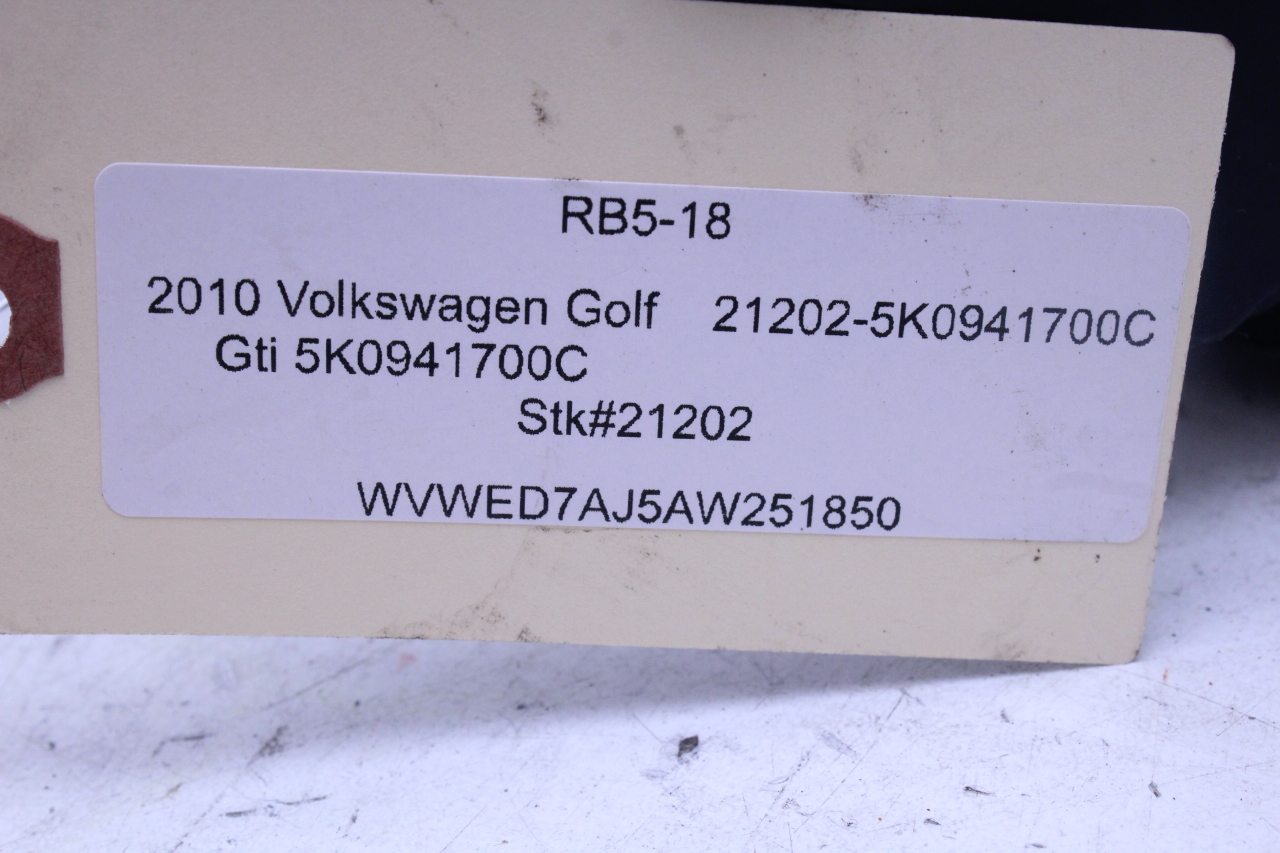 RB5-18
2010 Volkswagen Golf 21202-5K0941700C
Gti 5K0941700C
Stk#21202
WVWED7AJ5AW251850